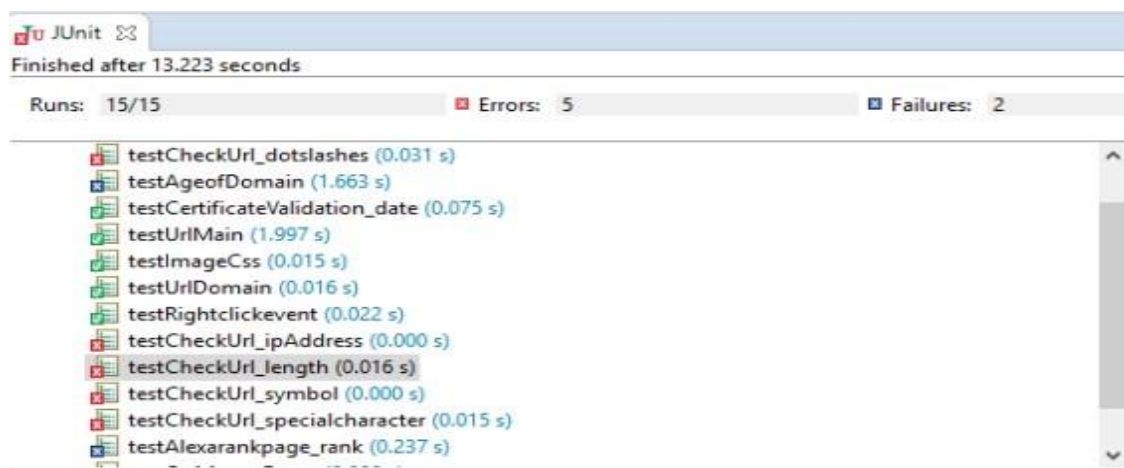 JUnit
Finished after 13.223 seconds
Runs: 15/15 Errors: 5 Failures: 2
testCheckUrl_dotslashes (0.031 s)
testAgeofDomain (1.663 s)
testCertificateValidation_date (0.075 s)
testUrlMain (1.997 s)
testImageCss (0.015 s)
testUrlDomain (0.016 s)
testRightclickevent (0.022 s)
testCheckUrl_ipAddress (0.000 s)
testCheckUrl_length (0.016 s)
testCheckUrl_symbol (0.000 s)
testCheckUrl_specialcharacter (0.015 s)
testAlexarankpage_rank (0.237 s)